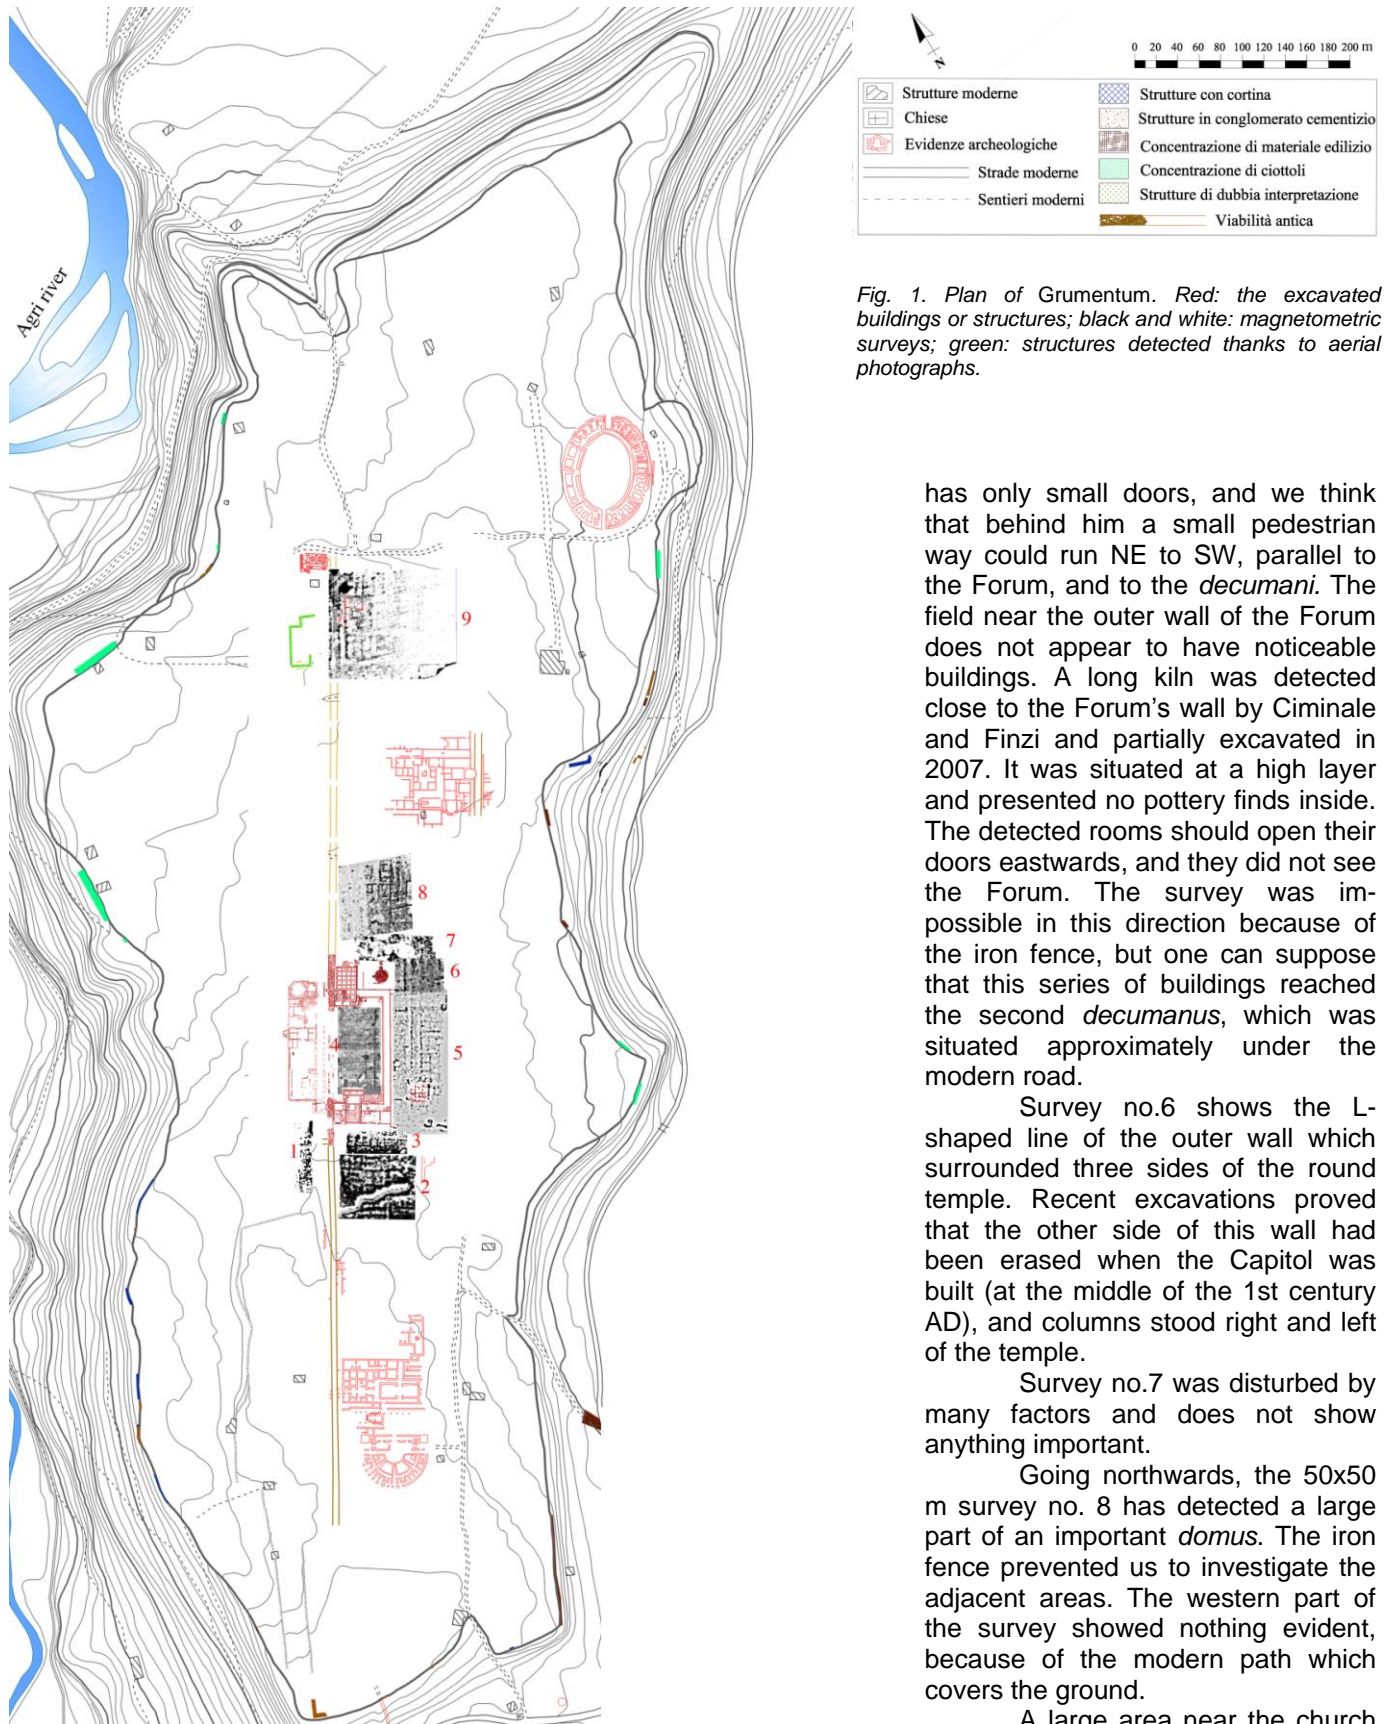 Agri river
N
0 20 40 60 80 100 120 140 160 180 200 m
Strutture moderne
Chiese
Evidenze archeologiche
Strade moderne
Sentieri moderni
Strutture con cortina
Strutture in conglomerato cementizio
Concentrazione di materiale edilizio
Concentrazione di ciottoli
Strutture di dubbia interpretazione
Viabilità antica
Fig. 1. Plan of Grumentum. Red: the excavated
buildings or structures; black and white: magnetometric
surveys; green: structures detected thanks to aerial
photographs.
9
8
7
6
5
4
3
1
2
has only small doors, and we think
that behind him a small pedestrian
way could run NE to SW, parallel to
the Forum, and to the decumani. The
field near the outer wall of the Forum
does not appear to have noticeable
buildings. A long kiln was detected
close to the Forum's wall by Ciminale
and Finzi and partially excavated in
2007. It was situated at a high layer
and presented no pottery finds inside.
The detected rooms should open their
doors eastwards, and they did not see
the Forum. The survey was im-
possible in this direction because of
the iron fence, but one can suppose
that this series of buildings reached
the second decumanus, which was
situated approximately under the
modern road.
Survey no.6 shows the L-
shaped line of the outer wall which
surrounded three sides of the round
temple. Recent excavations proved
that the other side of this wall had
been erased when the Capitol was
built (at the middle of the 1st century
AD), and columns stood right and left
of the temple.
Survey no.7 was disturbed by
many factors and does not show
anything important.
Going northwards, the 50x50
m survey no. 8 has detected a large
part of an important domus. The iron
fence prevented us to investigate the
adjacent areas. The western part of
the survey showed nothing evident,
because of the modern path which
covers the ground.
A large area near the church